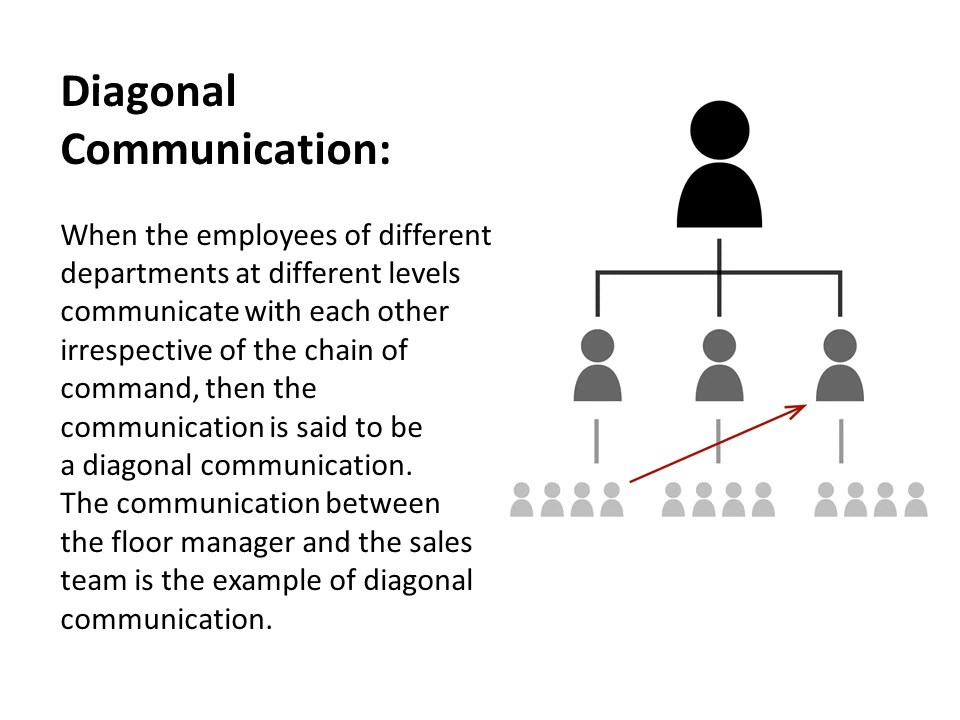 Diagonal
Communication:
When the employees of different
departments at different levels
communicate with each other
irrespective of the chain of
command, then the
communication is said to be
a diagonal communication.
The communication between
the floor manager and the sales
team is the example of diagonal
communication.